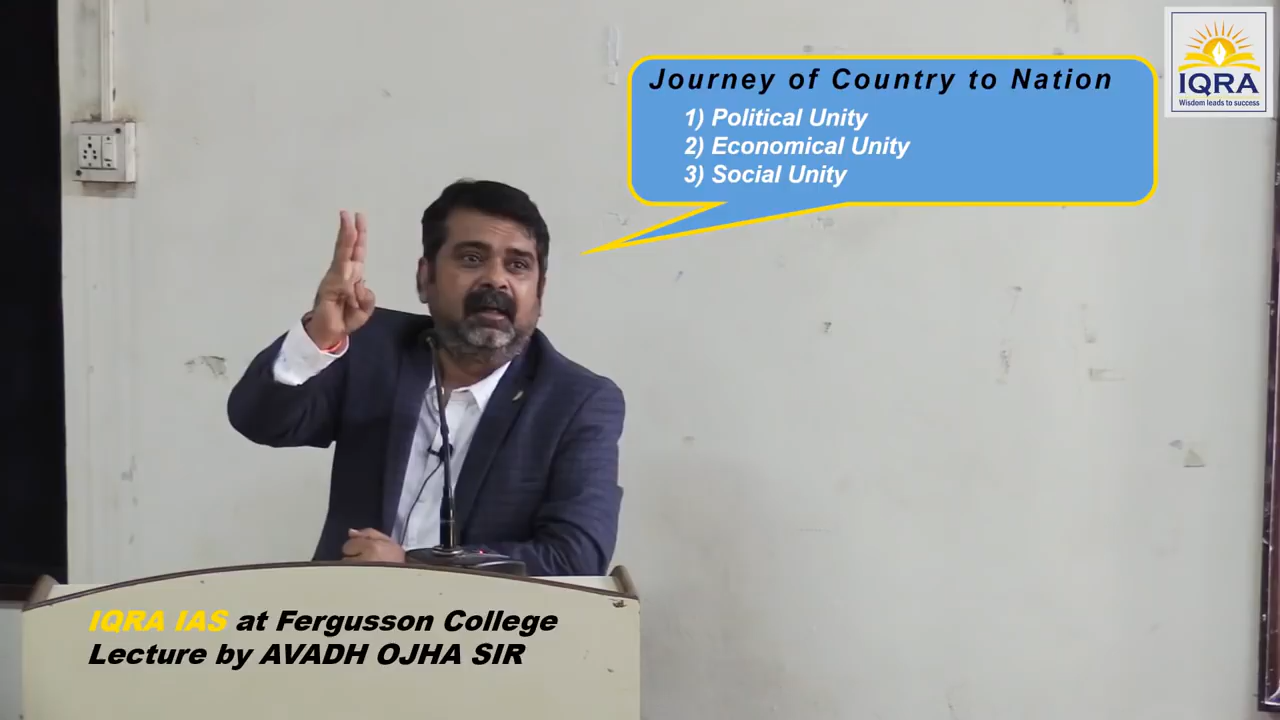 Journey of Country to Nation
1) Political Unity
2) Economical Unity
3) Social Unity
IQRA
Wisdom leads to success
IQRA IAS at Fergusson College
Lecture by AVADH OJHA SIR